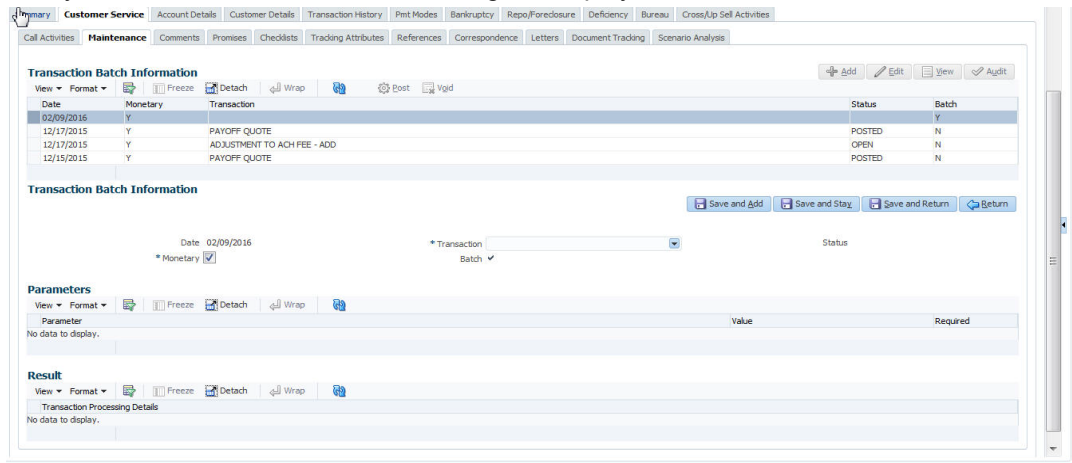 Summary Customer Service Account Details Customer Details Transaction History Pmt Modes Bankruptcy Repo/Foreclosure Deficiency Bureau Cross/Up Sell Activities
Call Activities Maintenance Comments Promises Checklists Tracking Attributes References Correspondence Letters Document Tracking Scenario Analysis
Transaction Batch Information
Add Edit View Audit
View Format Freeze Detach Wrap Post Void
Date Monetary Transaction Status Batch
02/09/2016 Y Y
12/17/2015 Y PAYOFF QUOTE POSTED N
12/17/2015 Y ADJUSTMENT TO ACH FEE - ADD OPEN N
12/15/2015 Y PAYOFF QUOTE POSTED N
Transaction Batch Information
Save and Add Save and Stay Save and Return Return
Date 02/09/2016 * Transaction Status
* Monetary Batch
Parameters
View Format Freeze Detach Wrap
Parameter Value Required
No data to display.
Result
View Format Freeze Detach Wrap
Transaction Processing Details
No data to display.